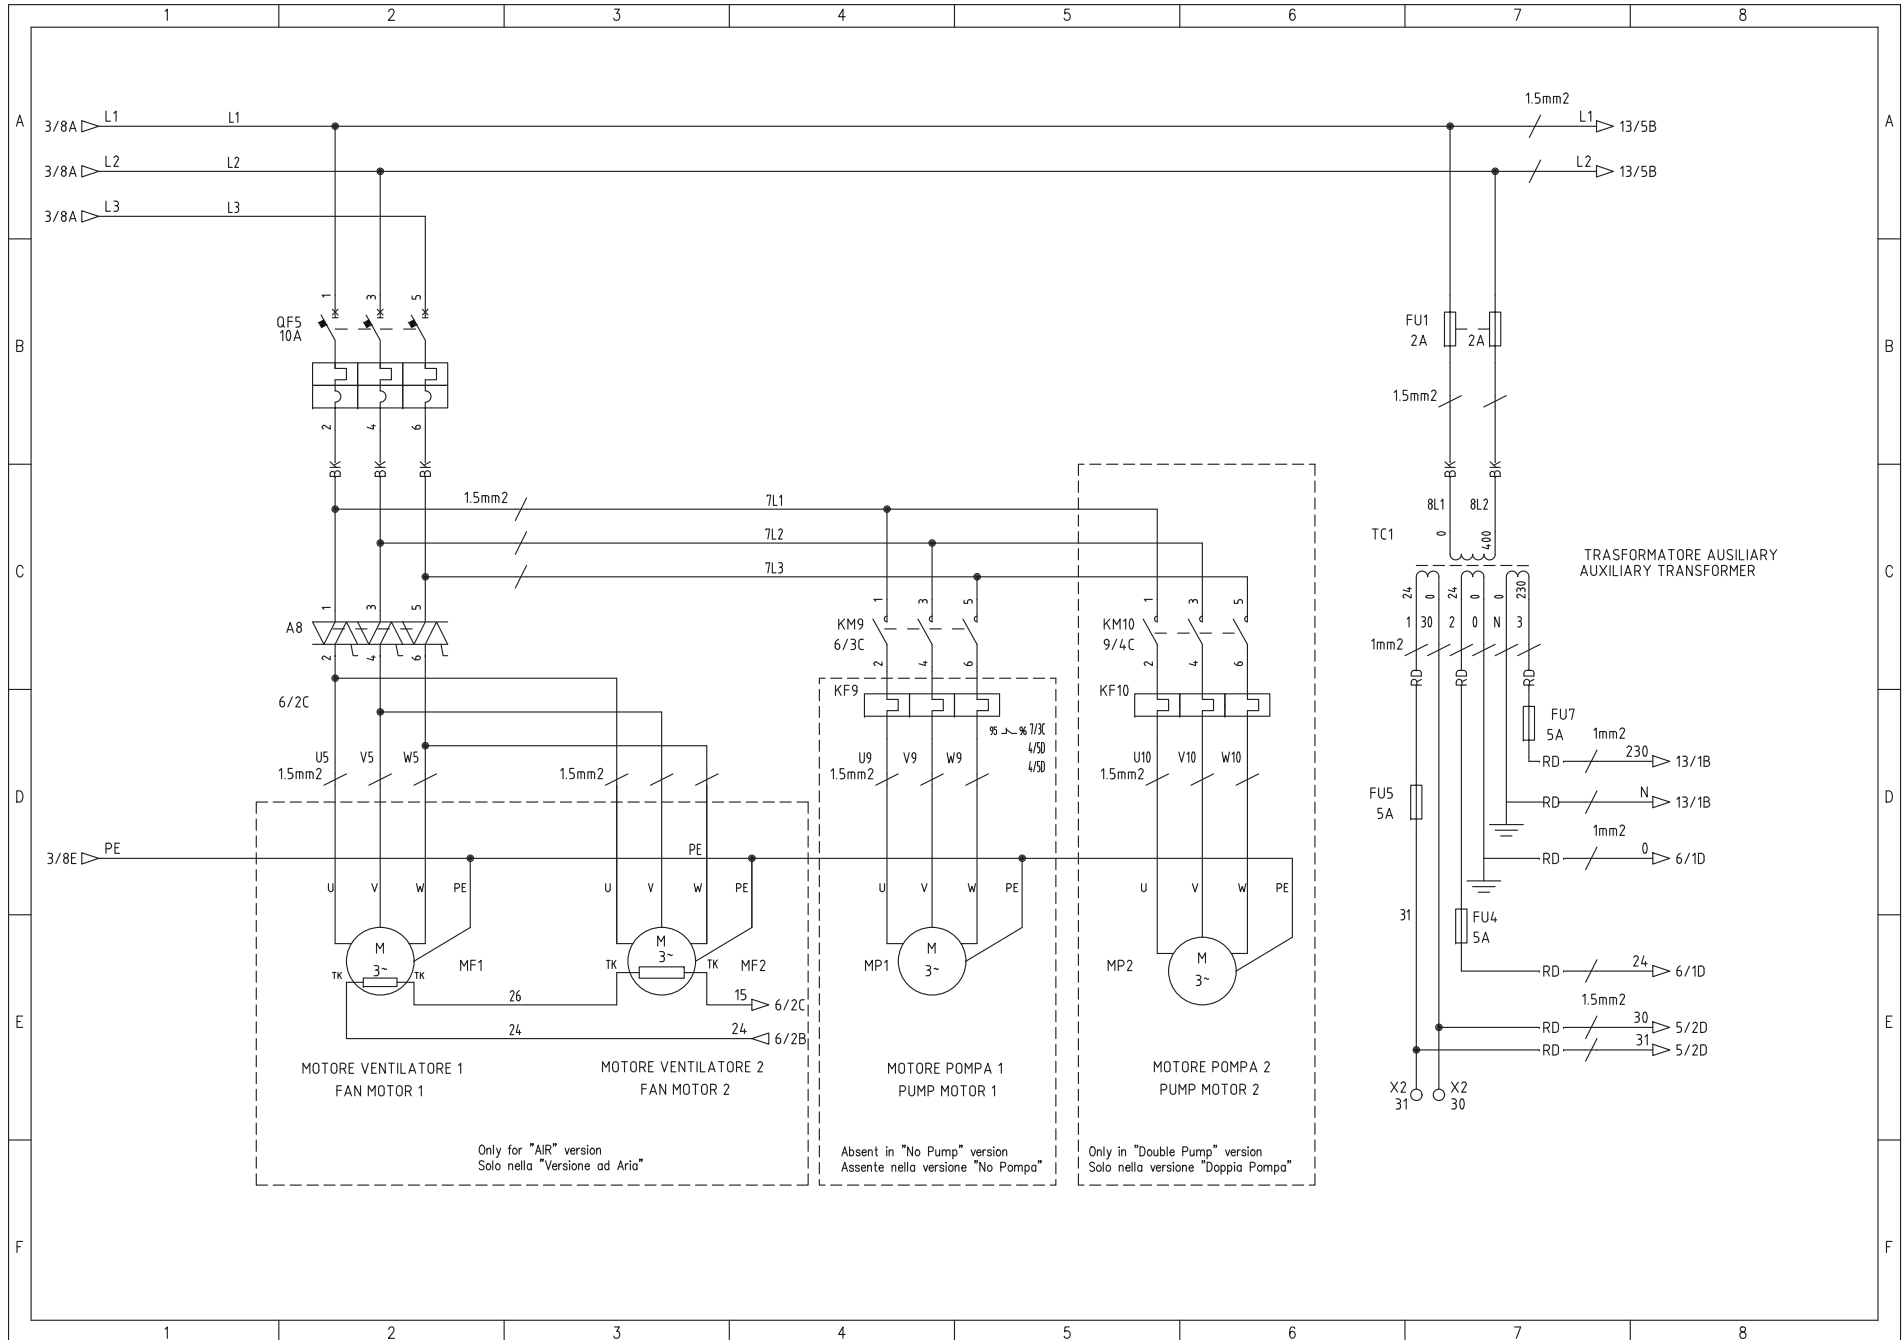 1 2 3 4 5 6 7 8
A A
B B
C C
D D
E E
F F
3/8A L1 L1
1.5mm2
L1 13/5B
3/8A L2 L2
L2 13/5B
3/8A L3 L3
1 3 5
QF5
10A
2 4 6
BK BK BK
FU1
2A 2A
1.5mm2
BK BK
8L1 8L2
TC1
0 400
TRASFORMATORE AUSILIARY
AUXILIARY TRANSFORMER
24 0 24 0 0 230
1 30 2 0 N 3
1mm2
RD RD RD
1.5mm2 7L1
7L2
7L3
1 3 5
A8
2 4 6
6/2C
1 3 5
KM9
6/3C
2 4 6
KF9
95 96 7/3C
4/5D
4/5D
1 3 5
KM10
9/4C
2 4 6
KF10
U5 V5 W5
1.5mm2
1.5mm2
U9 V9 W9
1.5mm2
U10 V10 W10
1.5mm2
FU7
5A
1mm2
RD 230 13/1B
FU5
5A
RD N 13/1B
1mm2
RD 0 6/1D
3/8E PE
PE
U V W PE
U V W PE
U V W PE
U V W PE
31
FU4
5A
M
3~
TK TK
MF1
M
3~
TK TK
MF2
MP1
M
3~
MP2
M
3~
RD 24 6/1D
26
15 6/2C
24
24 6/2B
1.5mm2
RD 30 5/2D
RD 31 5/2D
X2
31
X2
30
MOTORE VENTILATORE 1
FAN MOTOR 1
MOTORE VENTILATORE 2
FAN MOTOR 2
MOTORE POMPA 1
PUMP MOTOR 1
MOTORE POMPA 2
PUMP MOTOR 2
Only for "AIR" version
Solo nella "Versione ad Aria"
Absent in "No Pump" version
Assente nella versione "No Pompa"
Only in "Double Pump" version
Solo nella versione "Doppia Pompa"
1 2 3 4 5 6 7 8